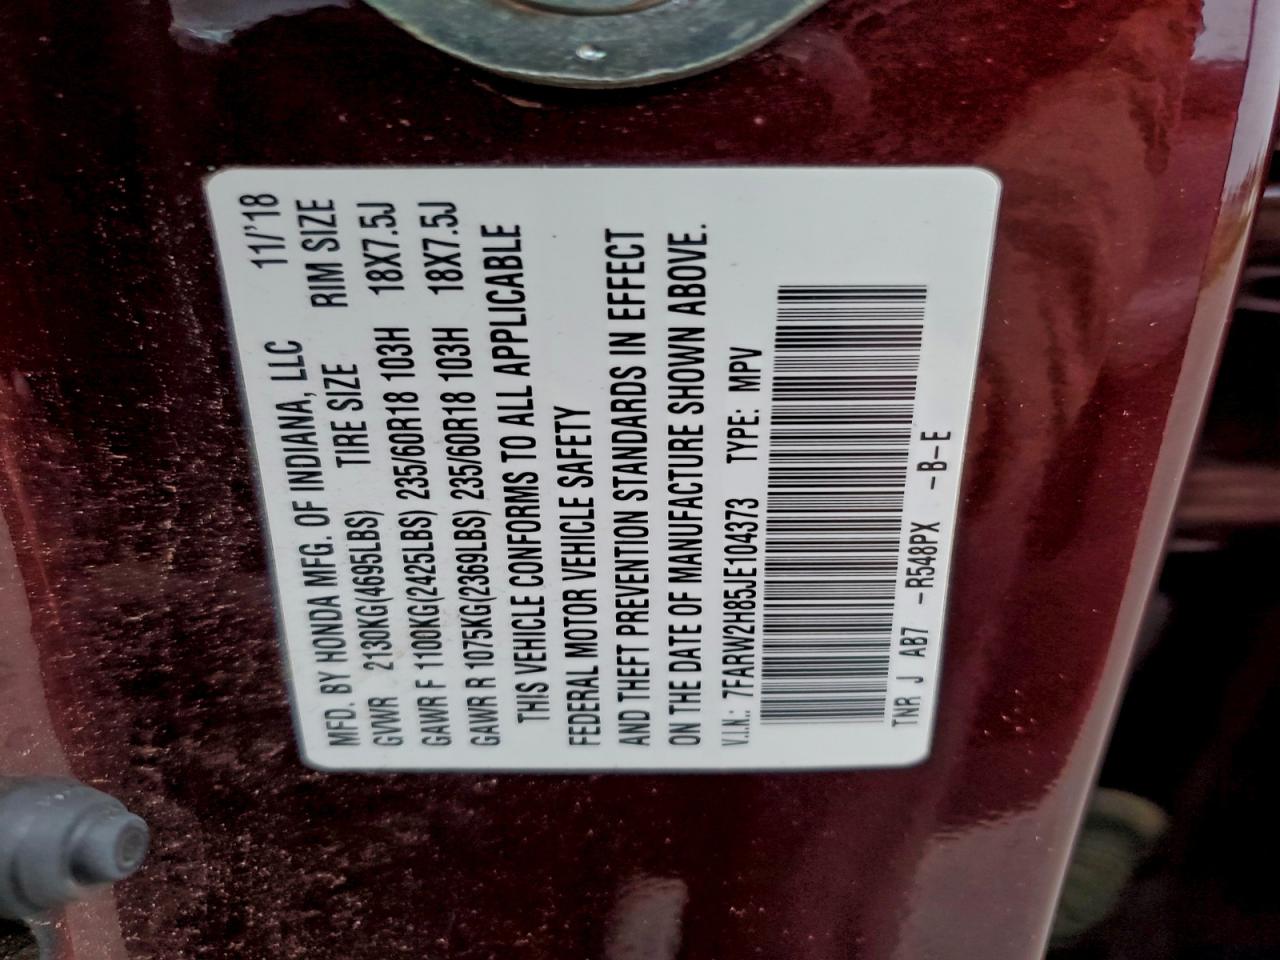 MFD. BY HONDA MFG. OF INDIANA, LLC 11/'18
GVWR 2130KG(4695LBS) TIRE SIZE RIM SIZE
GAWR F 1100KG(2425LBS) 235/60R18 103H 18X7.5J
GAWR R 1075KG(2369LBS) 235/60R18 103H 18X7.5J
THIS VEHICLE CONFORMS TO ALL APPLICABLE
FEDERAL MOTOR VEHICLE SAFETY
AND THEFT PREVENTION STANDARDS IN EFFECT
ON THE DATE OF MANUFACTURE SHOWN ABOVE.
V.I.N.: 7FARW2H85JE104373 TYPE: MPV
TNR J AB7 -R548PX -B-E